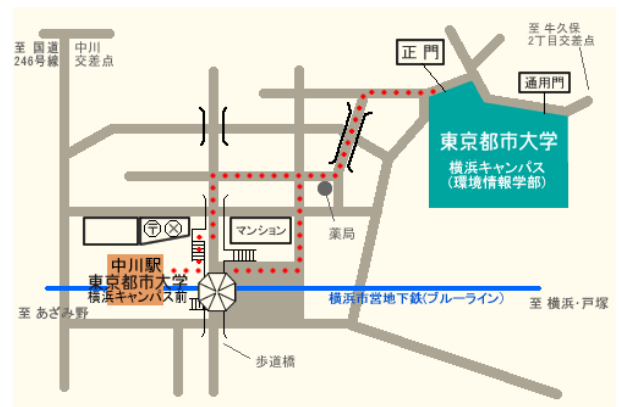 至 国道
246号線
中川
交差点
至 牛久保
2丁目交差点
正 門
通用門
東京都市大学
横浜キャンパス
(環境情報学部)
〒
マンション
薬局
中川駅
東京都市大学
横浜キャンパス前
横浜市営地下鉄(ブルーライン)
至 あざみ野
至 横浜・戸塚
歩道橋